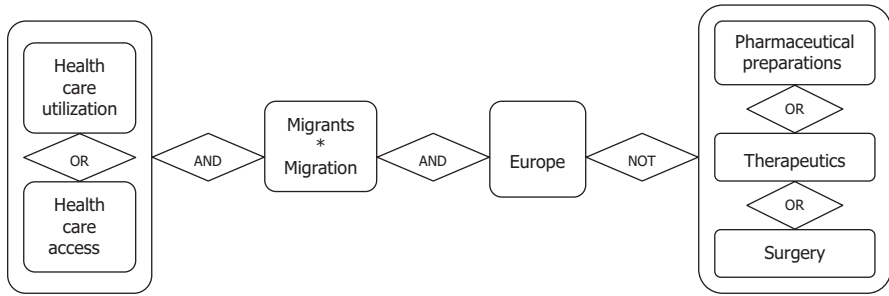 Health
care
utilization
OR
Health
care
access
AND
Migrants
*
Migration
AND
Europe
NOT
Pharmaceutical
preparations
OR
Therapeutics
OR
Surgery